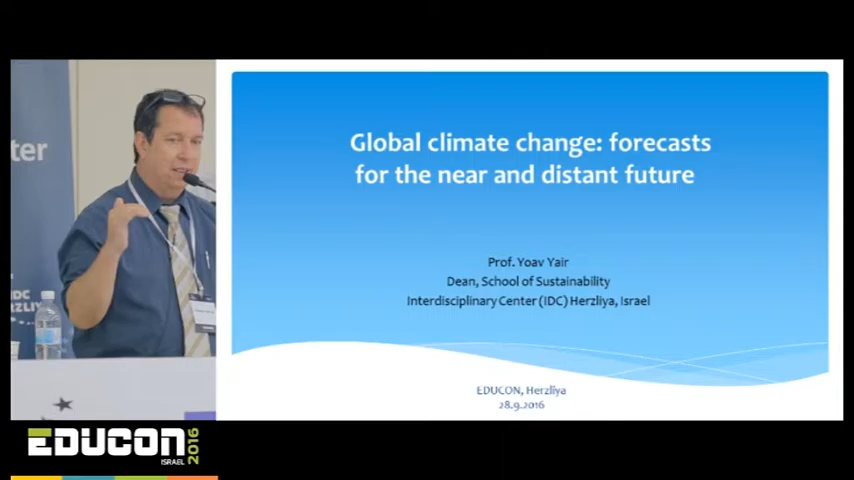 ter
IDC
HERZLIYA
Global climate change: forecasts
for the near and distant future
Prof. Yoav Yair
Dean, School of Sustainability
Interdisciplinary Center (IDC) Herzliya, Israel
EDUCON, Herzliya
28.9.2016
EDUCON
ISRAEL
2016